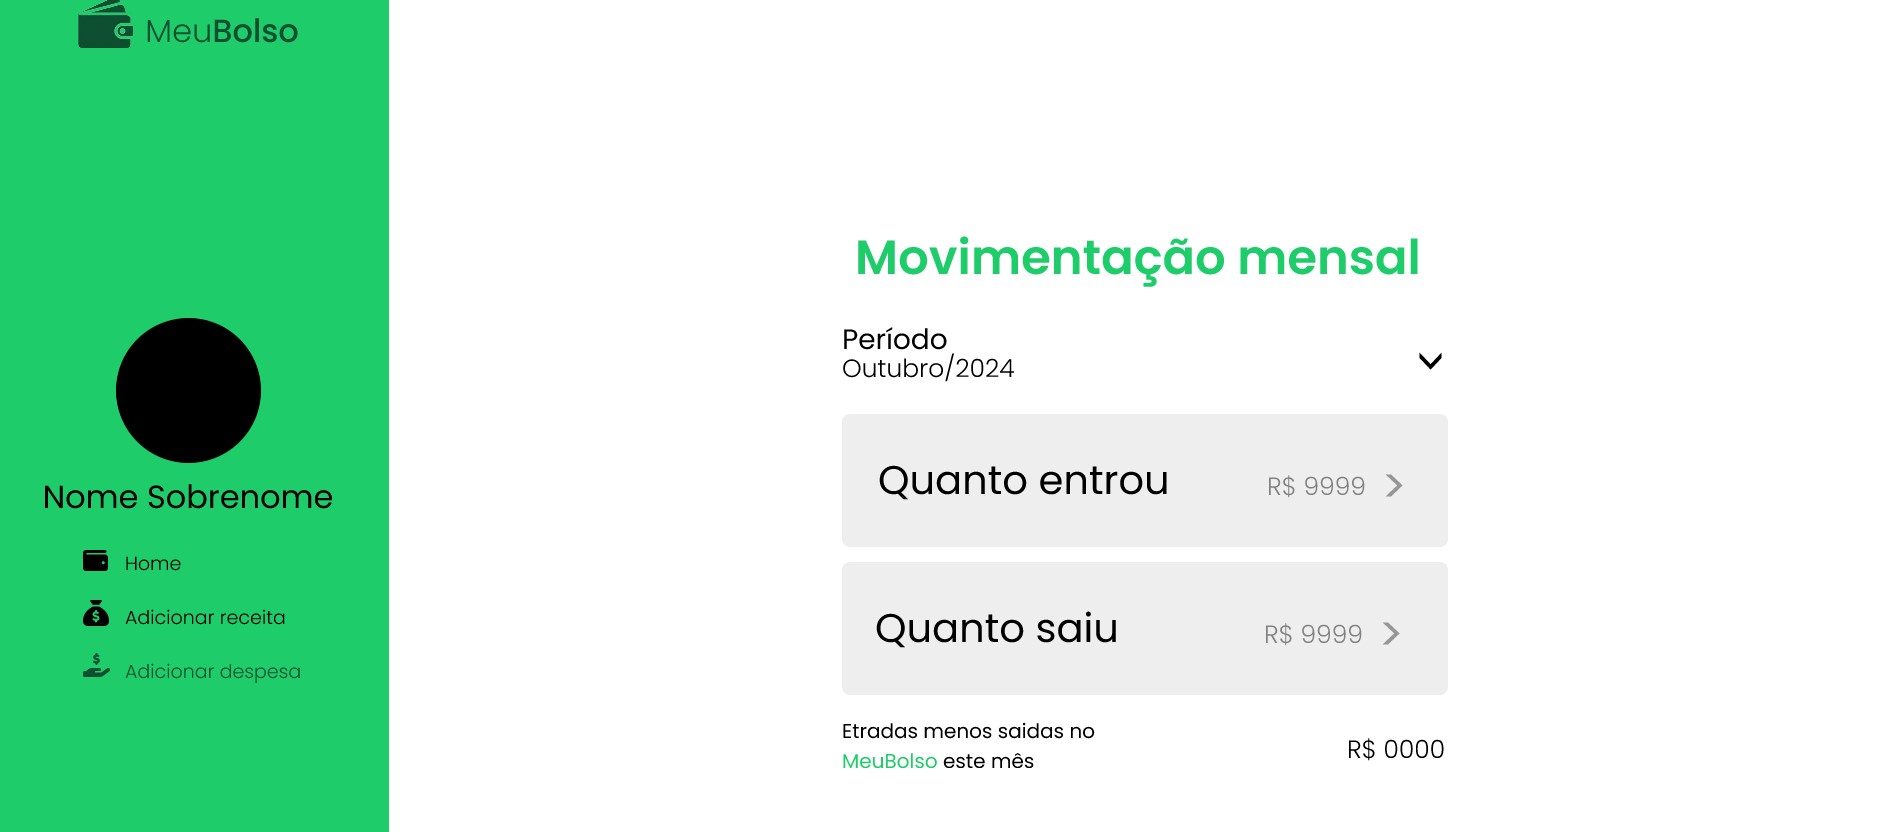 MeuBolso
Nome Sobrenome
Home
Adicionar receita
Adicionar despesa
Movimentação mensal
Período
Outubro/2024
Quanto entrou R$ 9999
Quanto saiu R$ 9999
Etradas menos saidas no
MeuBolso este mês
R$ 0000